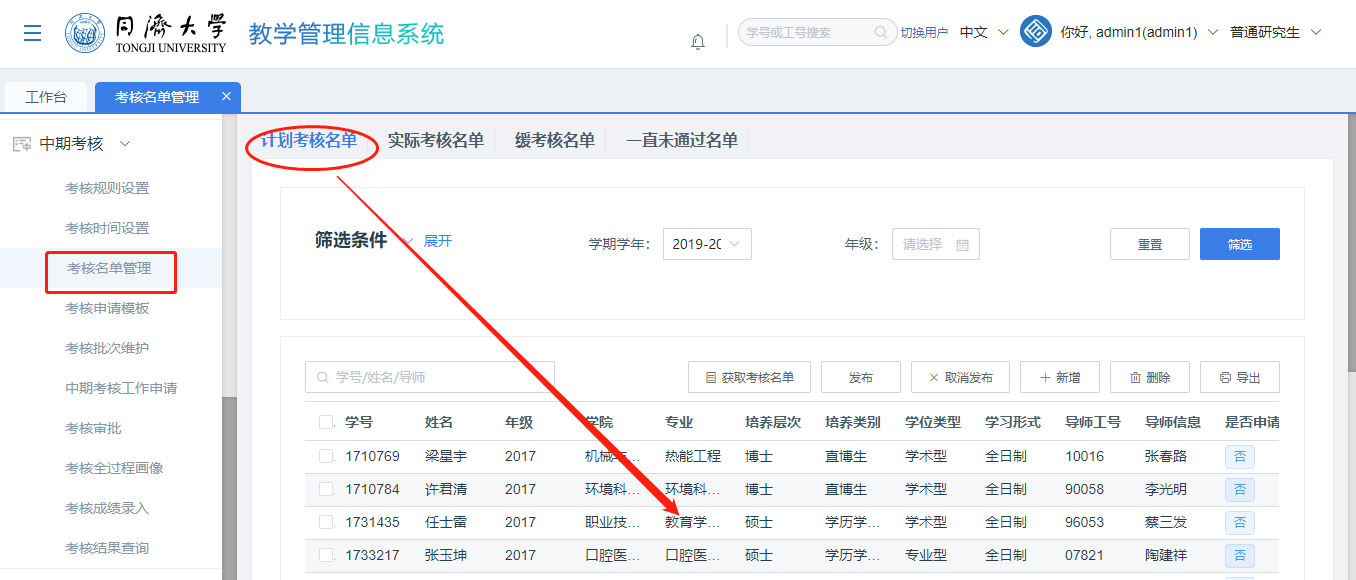 同濟大學
TONGJI UNIVERSITY
教学管理信息系统
学号或工号搜索
切换用户
中文
你好, admin1(admin1)
普通研究生
工作台
考核名单管理
中期考核
考核规则设置
考核时间设置
考核名单管理
考核申请模板
考核批次维护
中期考核工作申请
考核审批
考核全过程画像
考核成绩录入
考核结果查询
计划考核名单 实际考核名单 缓考核名单 一直未通过名单
筛选条件 展开 学期学年： 2019-20 年级： 请选择 重置 筛选
学号/姓名/导师 获取考核名单 发布 取消发布 新增 删除 导出
学号 姓名 年级 学院 专业 培养层次 培养类别 学位类型 学习形式 导师工号 导师信息 是否申请
1710769 梁星宇 2017 机械与... 热能工程 博士 直博生 学术型 全日制 10016 张春路 否
1710784 许君清 2017 环境科... 环境科... 博士 直博生 学术型 全日制 90058 李光明 否
1731435 任士雷 2017 职业技... 教育学... 硕士 学历学... 学术型 全日制 96053 蔡三发 否
1733217 张玉坤 2017 口腔医... 口腔医... 硕士 学历学... 专业型 全日制 07821 陶建祥 否